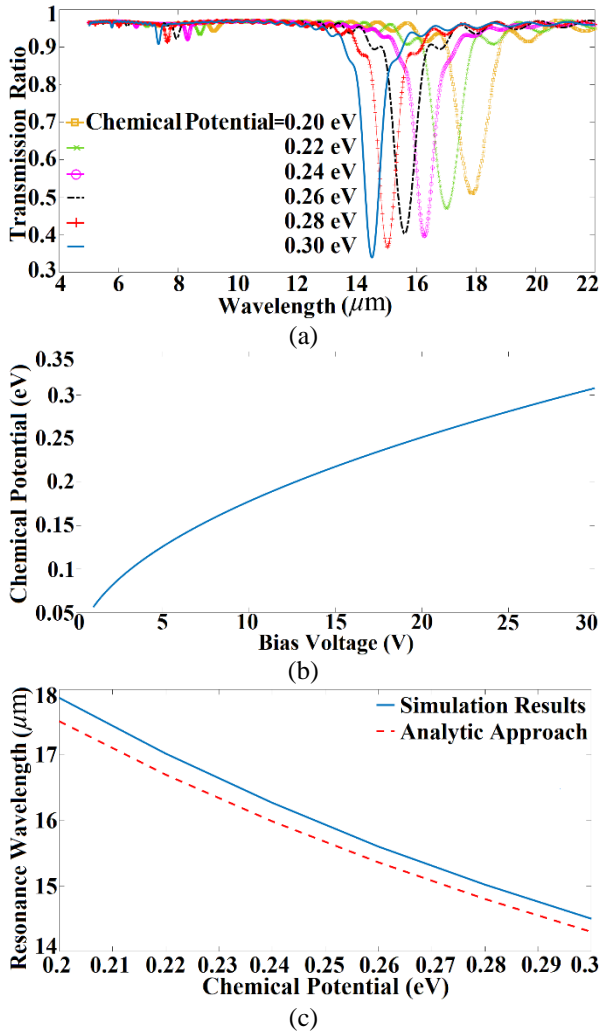 1
0.9
0.8
0.7
0.6
0.5
0.4
0.3
Transmission Ratio
Chemical Potential=0.20 eV
0.22 eV
0.24 eV
0.26 eV
0.28 eV
0.30 eV
4 6 8 10 12 14 16 18 20 22
Wavelength (μm)
(a)
0.35
0.3
0.25
0.2
0.15
0.1
0.05
Chemical Potential (eV)
0 5 10 15 20 25 30
Bias Voltage (V)
(b)
18
17
16
15
14
Resonance Wavelength (μm)
Simulation Results
Analytic Approach
0.2 0.21 0.22 0.23 0.24 0.25 0.26 0.27 0.28 0.29 0.3
Chemical Potential (eV)
(c)